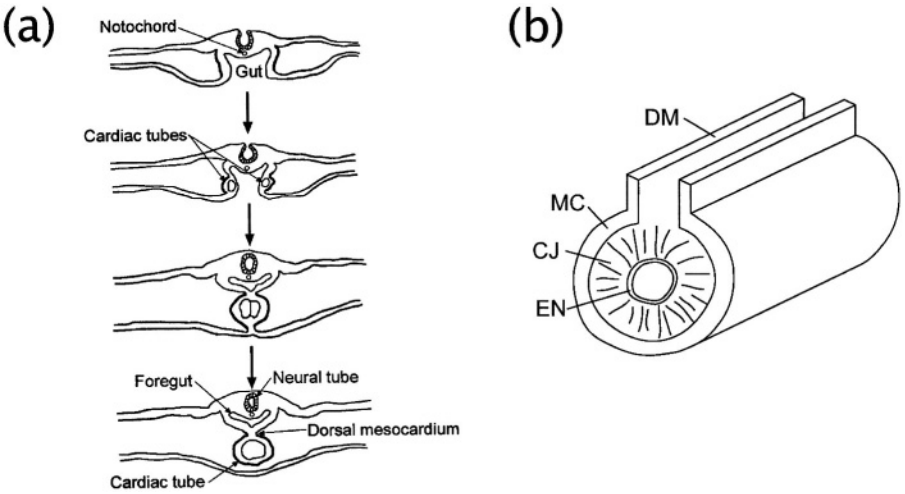 (a)
Notochord
Gut
Cardiac tubes
Foregut
Neural tube
Dorsal mesocardium
Cardiac tube
(b)
DM
MC
CJ
EN